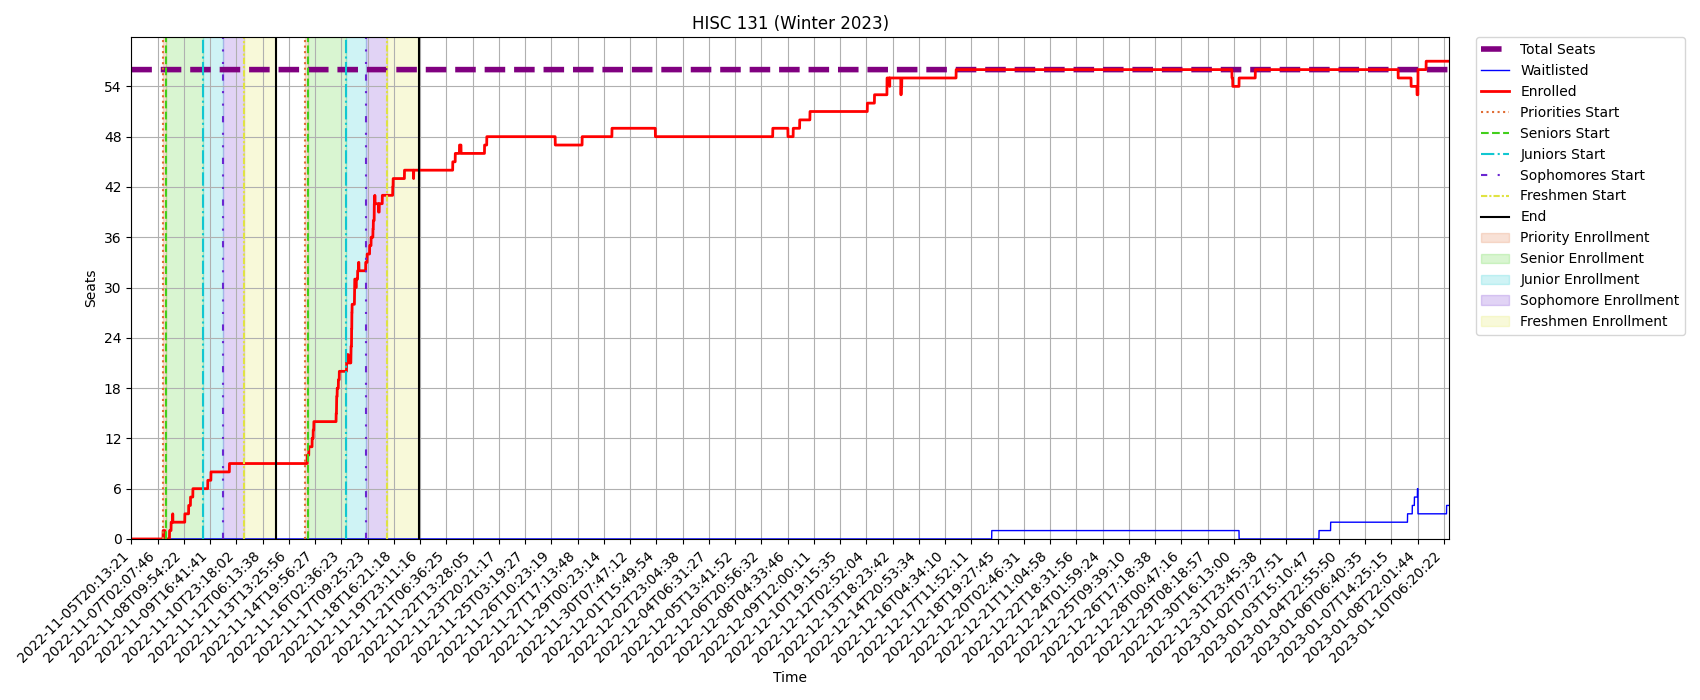 HISC 131 (Winter 2023)
Total Seats
Waitlisted
Enrolled
Priorities Start
Seniors Start
Juniors Start
Sophomores Start
Freshmen Start
End
Priority Enrollment
Senior Enrollment
Junior Enrollment
Sophomore Enrollment
Freshmen Enrollment
Seats
54
48
42
36
30
24
18
12
6
0
2022-11-05T20:13:21
2022-11-07T02:07:46
2022-11-08T09:54:22
2022-11-09T16:41:41
2022-11-10T23:18:02
2022-11-12T06:13:38
2022-11-13T13:25:56
2022-11-14T19:56:27
2022-11-16T02:36:23
2022-11-17T09:25:23
2022-11-18T16:21:18
2022-11-19T23:11:16
2022-11-21T06:36:25
2022-11-22T13:28:05
2022-11-23T20:21:17
2022-11-25T03:19:27
2022-11-26T10:23:19
2022-11-27T17:13:48
2022-11-29T00:23:14
2022-11-30T07:47:12
2022-12-01T15:49:54
2022-12-02T23:04:38
2022-12-04T06:31:27
2022-12-05T13:41:52
2022-12-06T20:56:32
2022-12-08T04:33:46
2022-12-09T12:00:11
2022-12-10T19:15:35
2022-12-12T02:52:04
2022-12-13T18:23:42
2022-12-14T20:53:34
2022-12-16T04:34:10
2022-12-17T11:52:11
2022-12-18T19:27:45
2022-12-20T02:46:31
2022-12-21T11:04:58
2022-12-22T18:31:56
2022-12-24T01:59:24
2022-12-25T09:39:10
2022-12-26T17:18:38
2022-12-28T00:47:16
2022-12-29T08:18:57
2022-12-30T16:13:00
2022-12-31T23:45:38
2023-01-02T07:27:51
2023-01-03T15:10:47
2023-01-04T22:55:50
2023-01-06T06:40:35
2023-01-07T14:25:15
2023-01-08T22:01:44
2023-01-10T06:20:22
Time